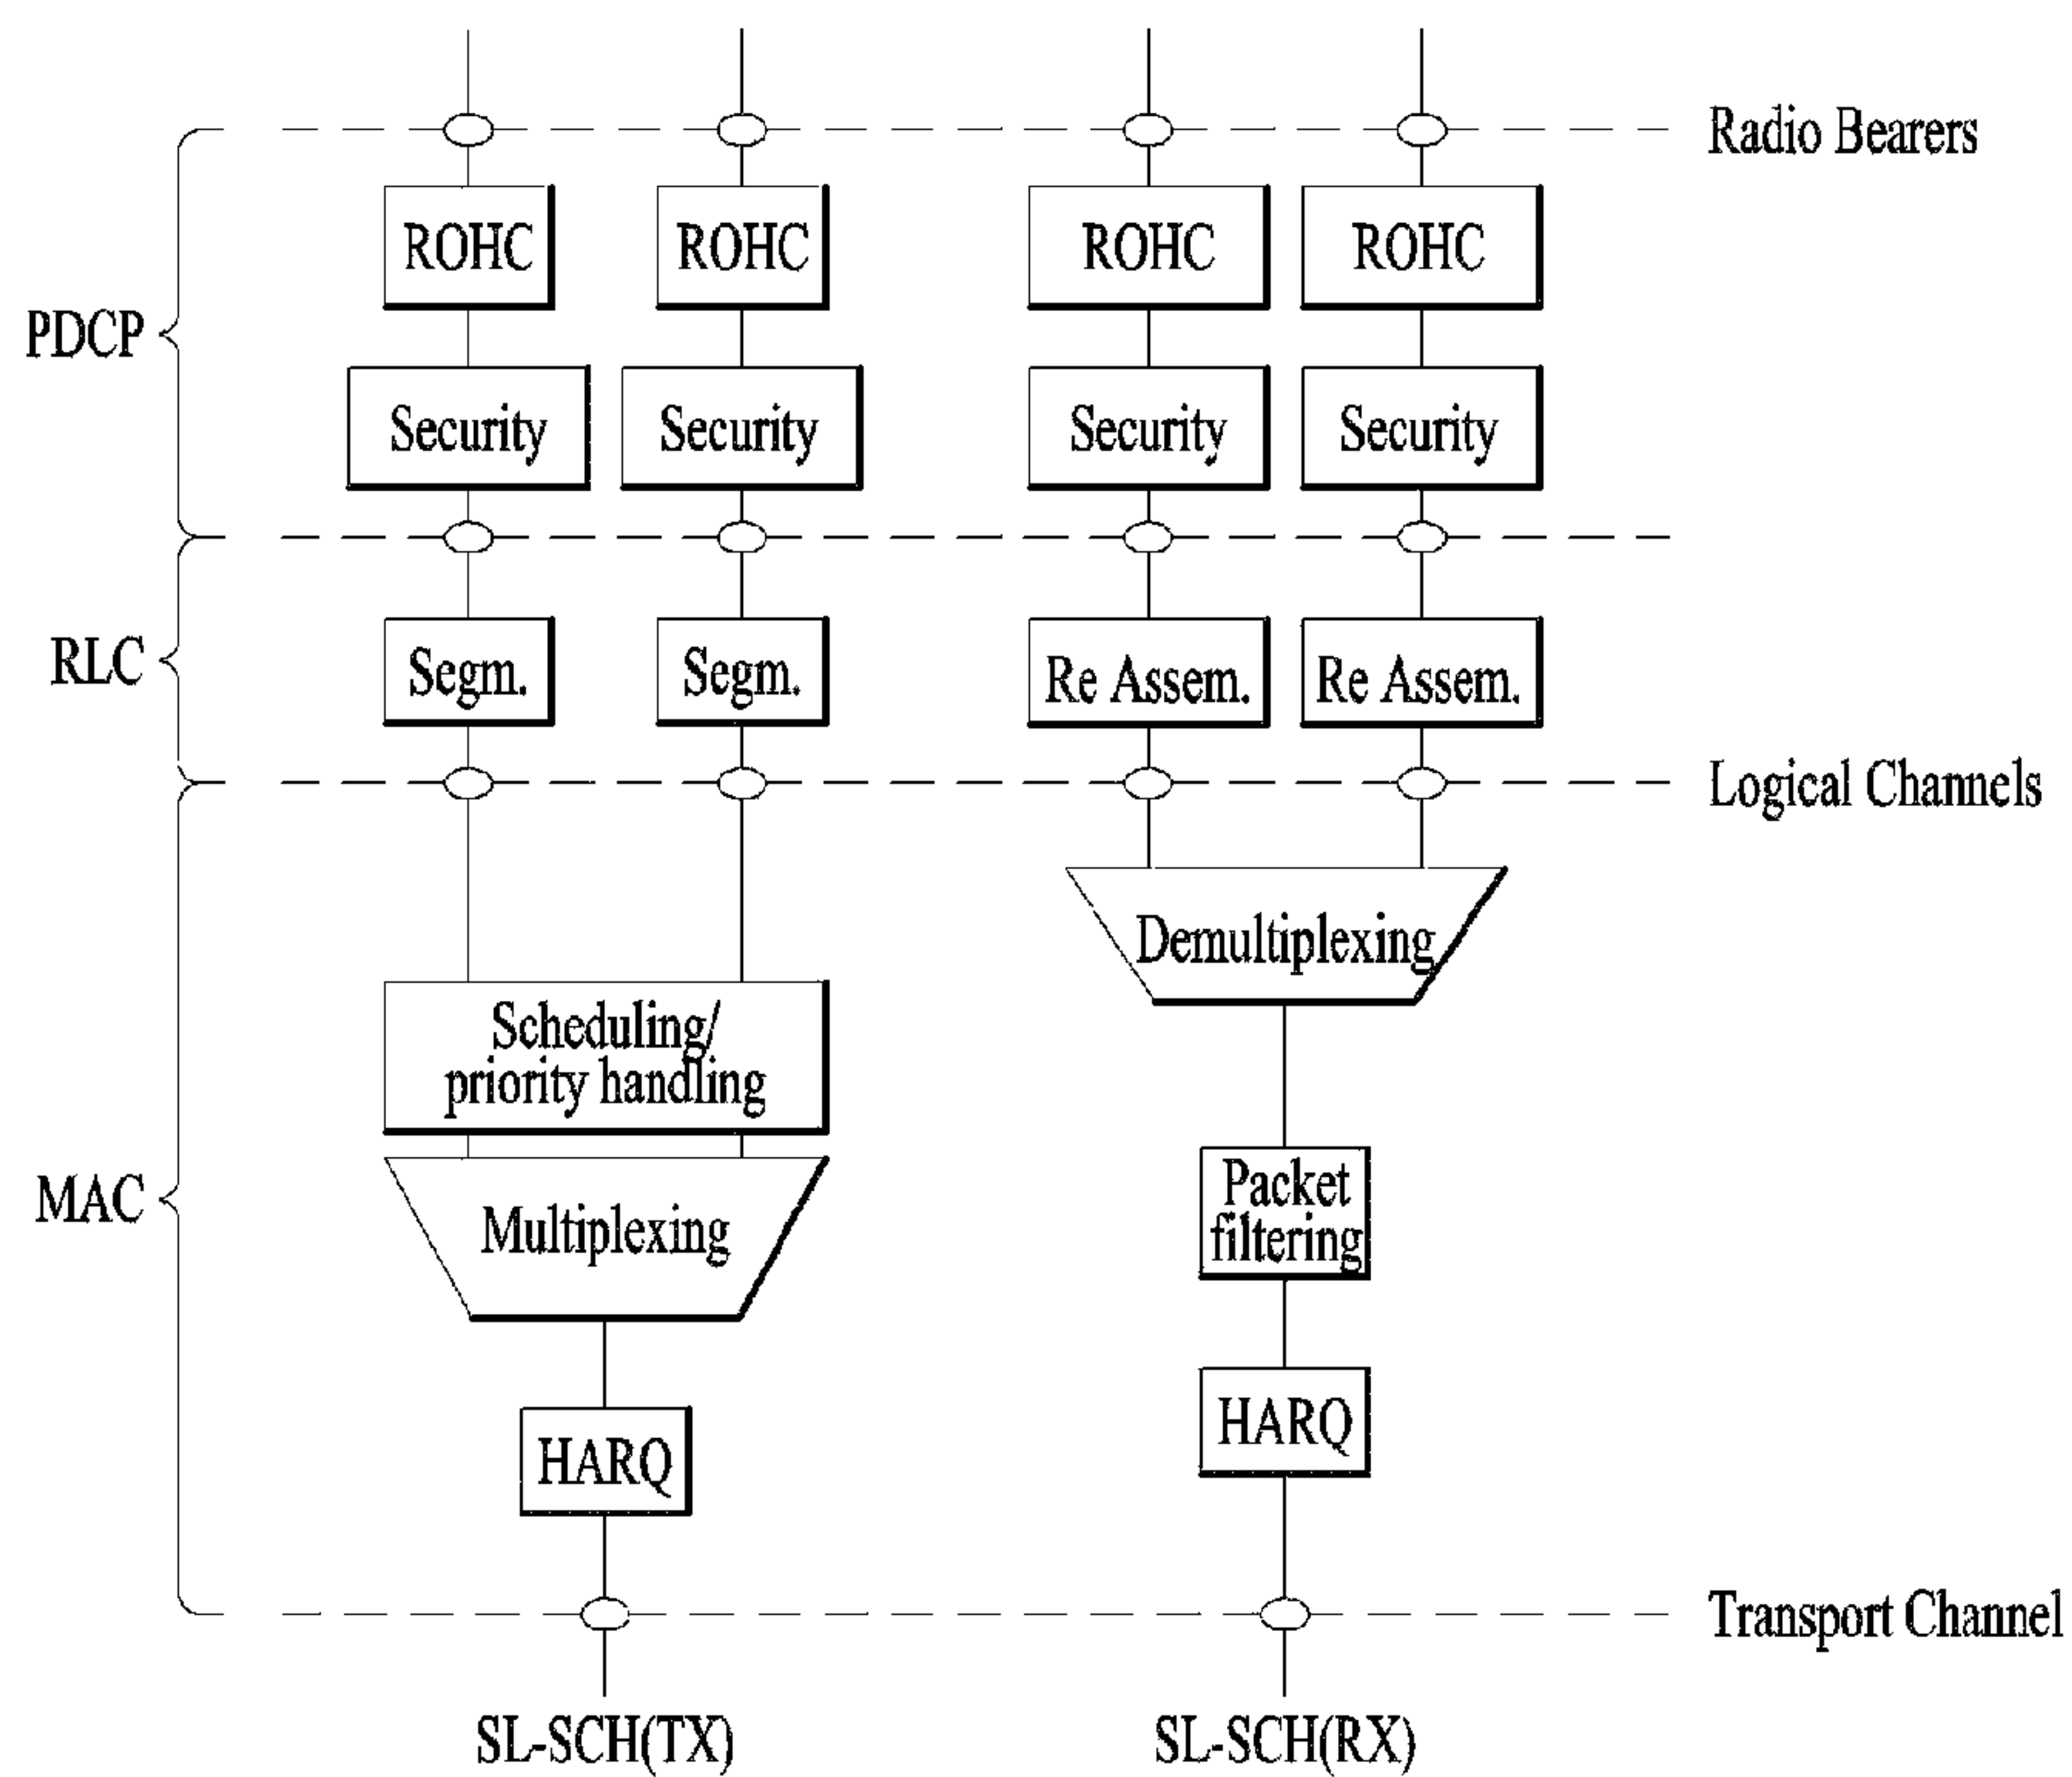 Radio Bearers
ROHC
ROHC
ROHC
ROHC
PDCP
Security
Security
Security
Security
RLC
Segm.
Segm.
Re Assem.
Re Assem.
Logical Channels
Demultiplexing
Scheduling/
priority handling
MAC
Multiplexing
Packet
filtering
HARQ
HARQ
Transport Channel
SL-SCH(TX)
SL-SCH(RX)